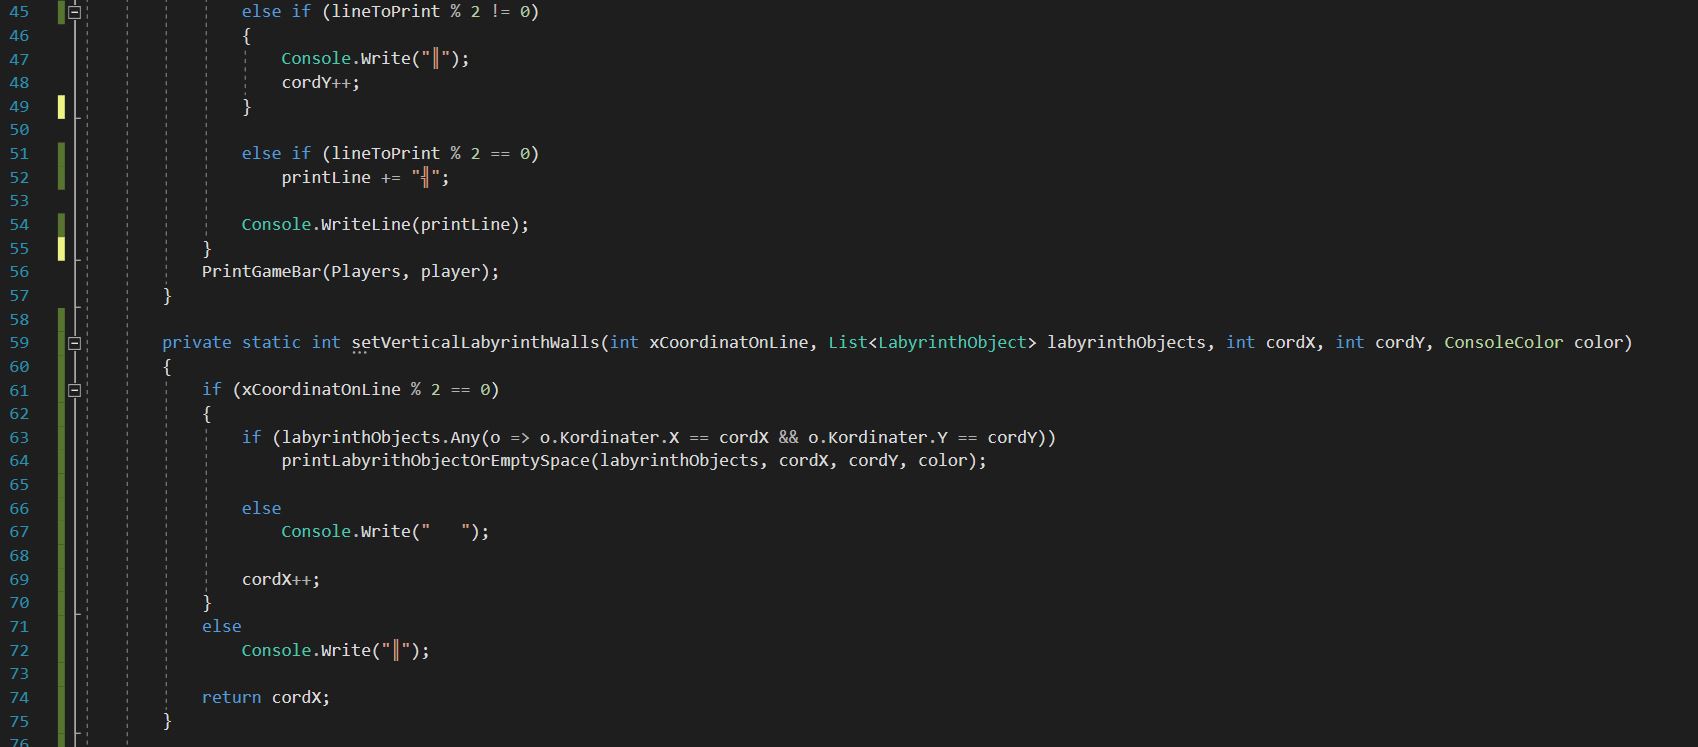 45 else if (lineToPrint % 2 != 0)
46 {
47 Console.Write("║");
48 cordY++;
49 }
50
51 else if (lineToPrint % 2 == 0)
52 printLine += "╣";
53
54 Console.WriteLine(printLine);
55 }
56 PrintGameBar(Players, player);
57 }
58
59 private static int setVerticalLabyrinthWalls(int xCoordinatOnLine, List<LabyrinthObject> labyrinthObjects, int cordX, int cordY, ConsoleColor color)
60 {
61 if (xCoordinatOnLine % 2 == 0)
62 {
63 if (labyrinthObjects.Any(o => o.Kordinater.X == cordX && o.Kordinater.Y == cordY))
64 printLabyrithObjectOrEmptySpace(labyrinthObjects, cordX, cordY, color);
65
66 else
67 Console.Write("   ");
68
69 cordX++;
70 }
71 else
72 Console.Write("║");
73
74 return cordX;
75 }
76